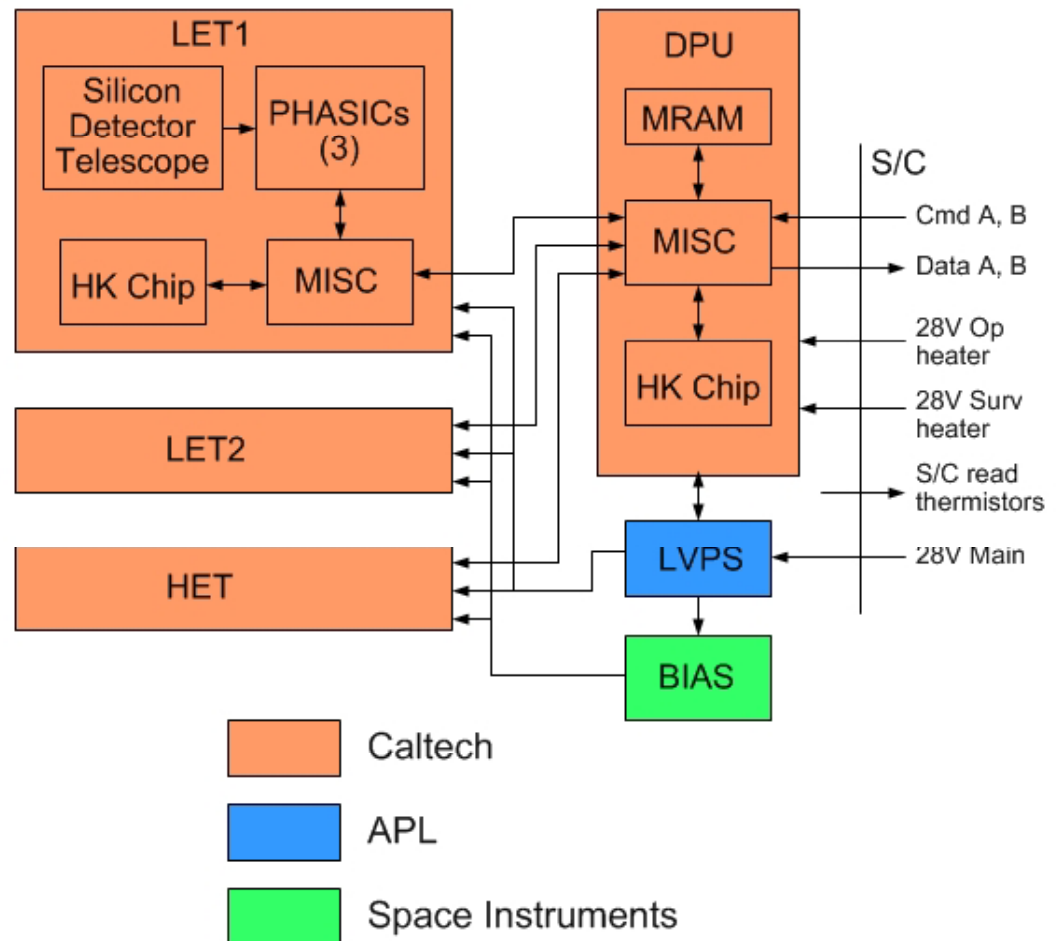 LET1
Silicon
Detector
Telescope
PHASICs
(3)
HK Chip
MISC
LET2
HET
DPU
MRAM
MISC
HK Chip
LVPS
BIAS
S/C
Cmd A, B
Data A, B
28V Op
heater
28V Surv
heater
S/C read
thermistors
28V Main
Caltech
APL
Space Instruments